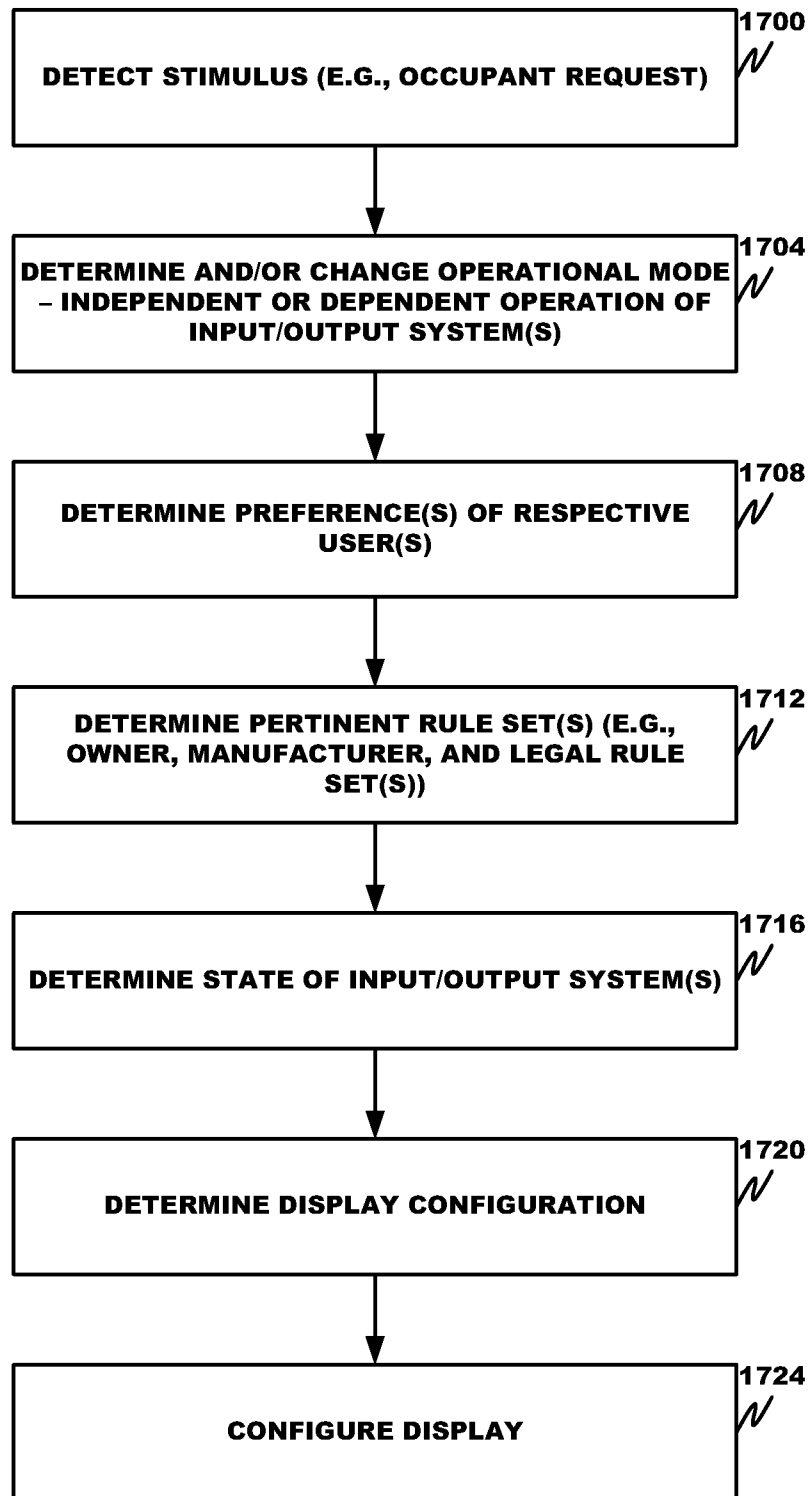 1700
DETECT STIMULUS (E.G., OCCUPANT REQUEST)
1704
DETERMINE AND/OR CHANGE OPERATIONAL MODE
– INDEPENDENT OR DEPENDENT OPERATION OF
INPUT/OUTPUT SYSTEM(S)
1708
DETERMINE PREFERENCE(S) OF RESPECTIVE
USER(S)
1712
DETERMINE PERTINENT RULE SET(S) (E.G.,
OWNER, MANUFACTURER, AND LEGAL RULE
SET(S))
1716
DETERMINE STATE OF INPUT/OUTPUT SYSTEM(S)
1720
DETERMINE DISPLAY CONFIGURATION
1724
CONFIGURE DISPLAY